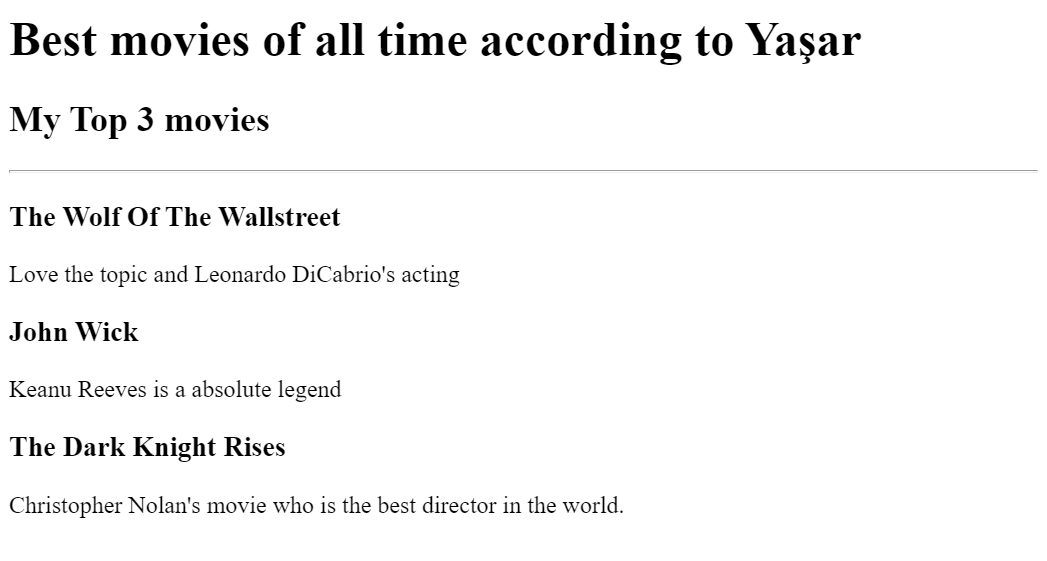 Best movies of all time according to Yaşar
My Top 3 movies
The Wolf Of The Wallstreet
Love the topic and Leonardo DiCabrio's acting
John Wick
Keanu Reeves is a absolute legend
The Dark Knight Rises
Christopher Nolan's movie who is the best director in the world.